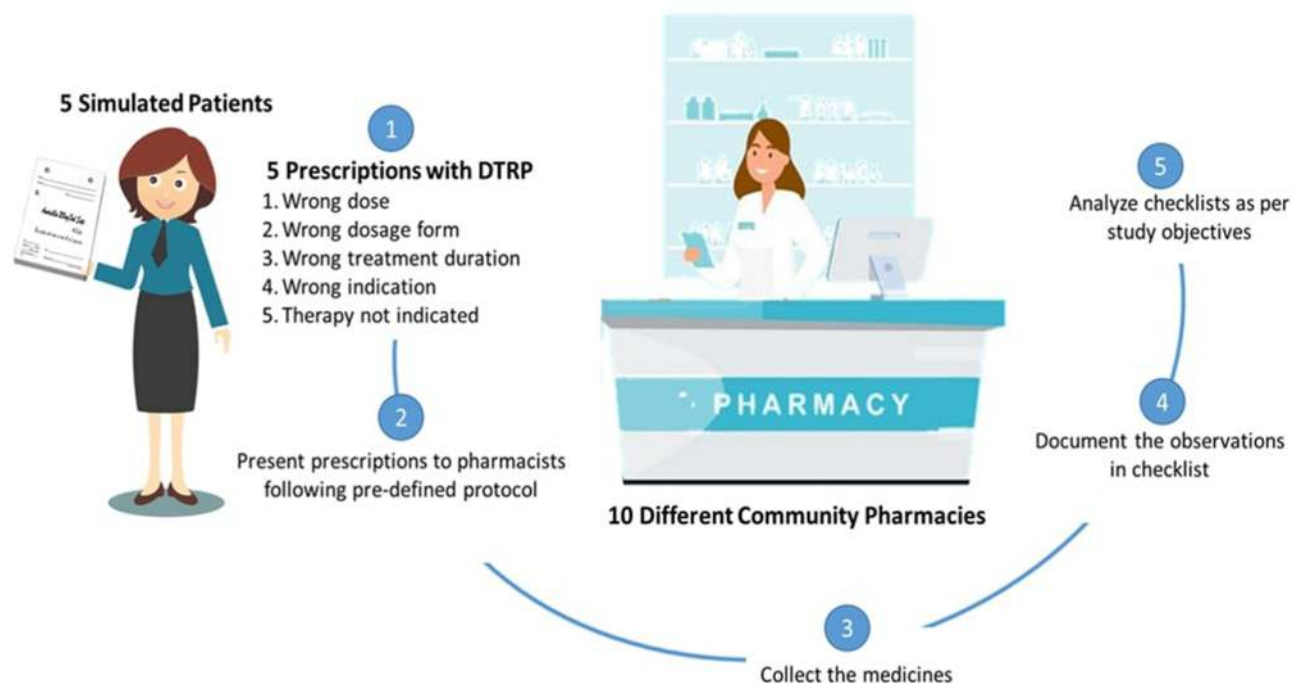 5 Simulated Patients
1
5 Prescriptions with DTRP
1. Wrong dose
2. Wrong dosage form
3. Wrong treatment duration
4. Wrong indication
5. Therapy not indicated
2
Present prescriptions to pharmacists
following pre-defined protocol
PHARMACY
10 Different Community Pharmacies
3
Collect the medicines
4
Document the observations
in checklist
5
Analyze checklists as per
study objectives